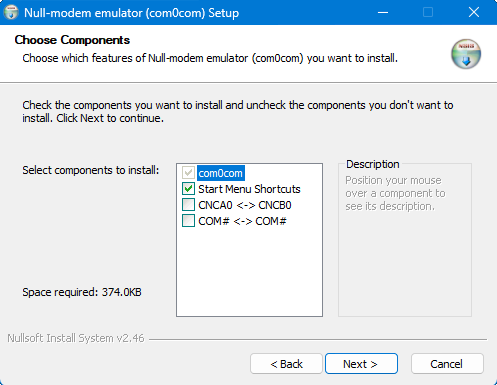 Null-modem emulator (com0com) Setup
Choose Components
Choose which features of Null-modem emulator (com0com) you want to install.
Check the components you want to install and uncheck the components you don't want to
install. Click Next to continue.
Select components to install:
com0com
Start Menu Shortcuts
CNCA0 <-> CNCB0
COM# <-> COM#
Description
Position your mouse
over a component to
see its description.
Space required: 374.0KB
Nullsoft Install System v2.46
< Back
Next >
Cancel